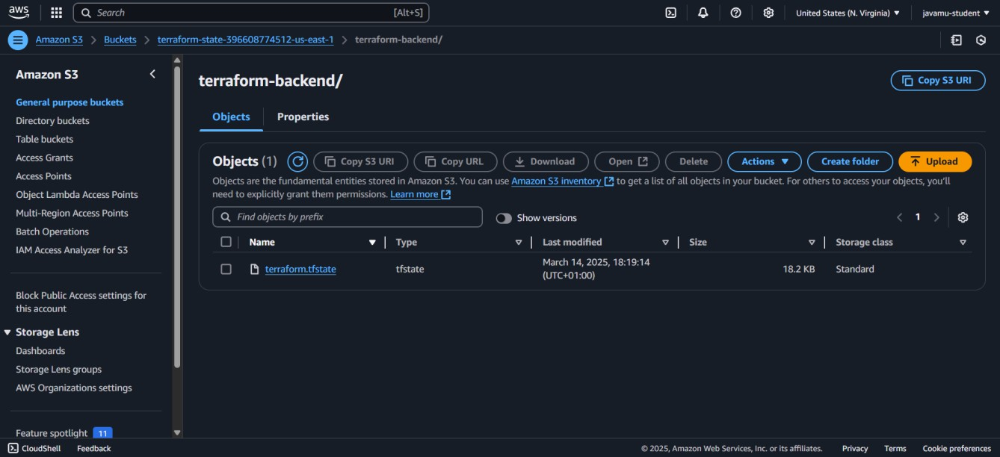 aws
Search
[Alt+S]
United States (N. Virginia)
javamu-student
Amazon S3
Buckets
terraform-state-396608774512-us-east-1
terraform-backend/
Amazon S3
General purpose buckets
Directory buckets
Table buckets
Access Grants
Access Points
Object Lambda Access Points
Multi-Region Access Points
Batch Operations
IAM Access Analyzer for S3
Block Public Access settings for
this account
Storage Lens
Dashboards
Storage Lens groups
AWS Organizations settings
Feature spotlight 11
terraform-backend/
Copy S3 URI
Objects
Properties
Objects (1)
Copy S3 URI
Copy URL
Download
Open
Delete
Actions
Create folder
Upload
Objects are the fundamental entities stored in Amazon S3. You can use Amazon S3 inventory to get a list of all objects in your bucket. For others to access your objects, you'll
need to explicitly grant them permissions. Learn more
Find objects by prefix
Show versions
1
Name
Type
Last modified
Size
Storage class
terraform.tfstate
tfstate
March 14, 2025, 18:19:14
(UTC+01:00)
18.2 KB
Standard
CloudShell
Feedback
© 2025, Amazon Web Services, Inc. or its affiliates.
Privacy
Terms
Cookie preferences